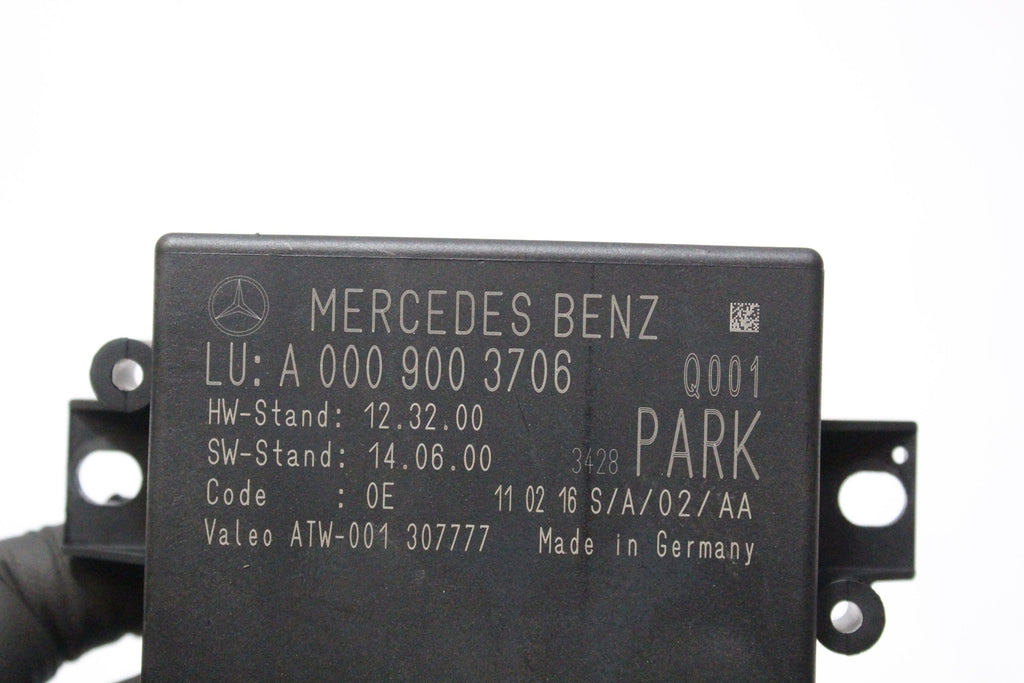 MERCEDES BENZ
LU: A 000 900 3706 Q001
HW-Stand: 12.32.00
SW-Stand: 14.06.00 3428 PARK
Code : 0E 11 02 16 S/A/02/AA
Valeo ATW-001 307777 Made in Germany